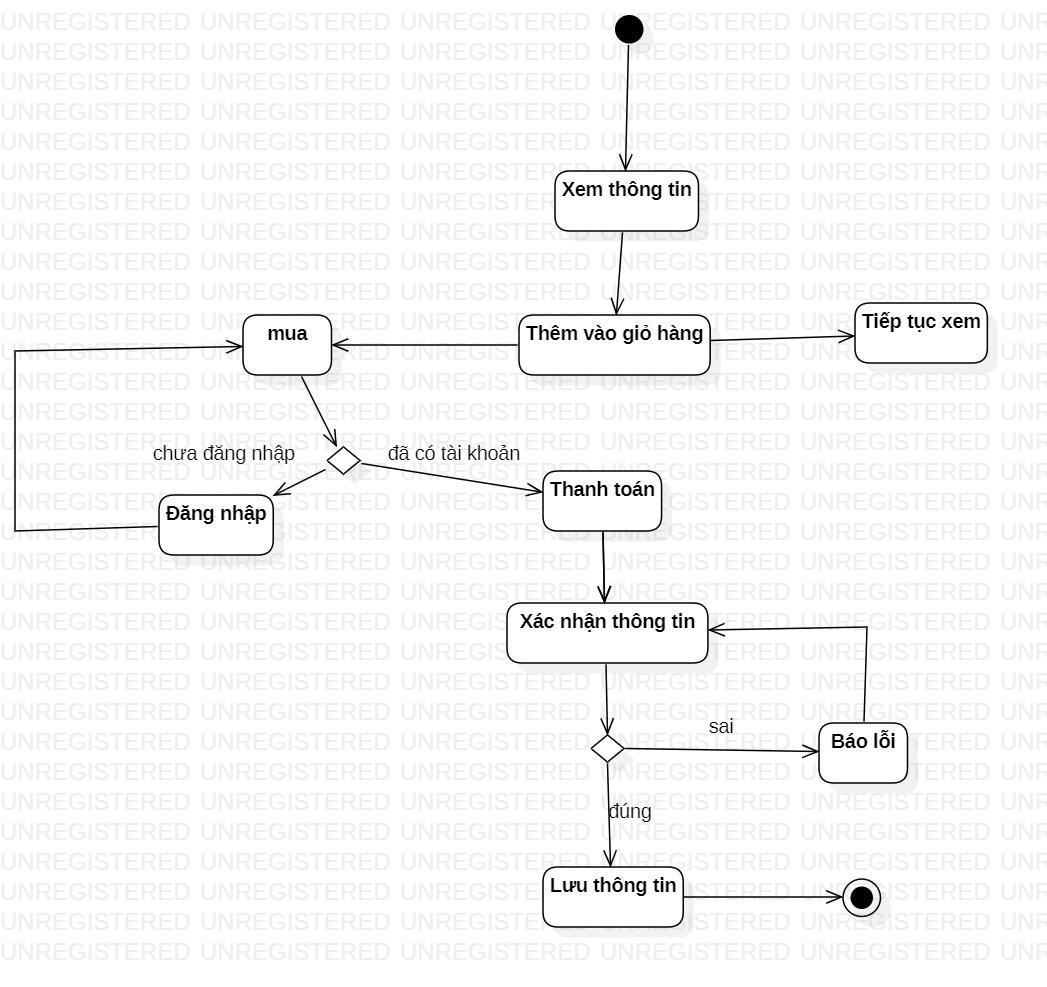 Xem thông tin
mua
Thêm vào giỏ hàng
Tiếp tục xem
chưa đăng nhập
đã có tài khoản
Thanh toán
Đăng nhập
Xác nhận thông tin
sai
Báo lỗi
đúng
Lưu thông tin
UNREGISTERED